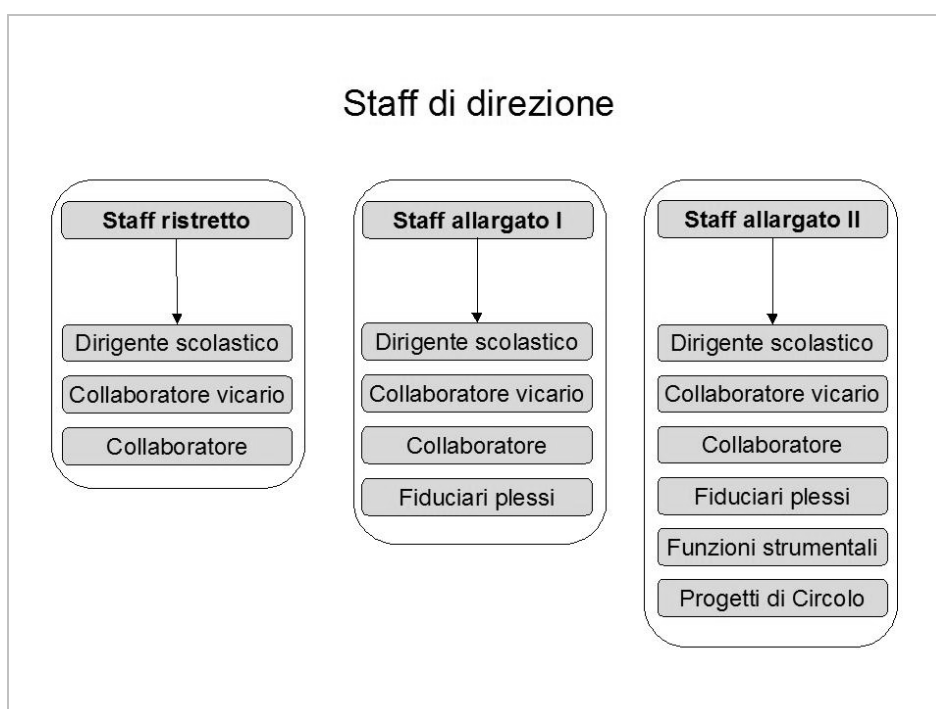 Staff di direzione
Staff ristretto
Dirigente scolastico
Collaboratore vicario
Collaboratore
Staff allargato I
Dirigente scolastico
Collaboratore vicario
Collaboratore
Fiduciari plessi
Staff allargato II
Dirigente scolastico
Collaboratore vicario
Collaboratore
Fiduciari plessi
Funzioni strumentali
Progetti di Circolo